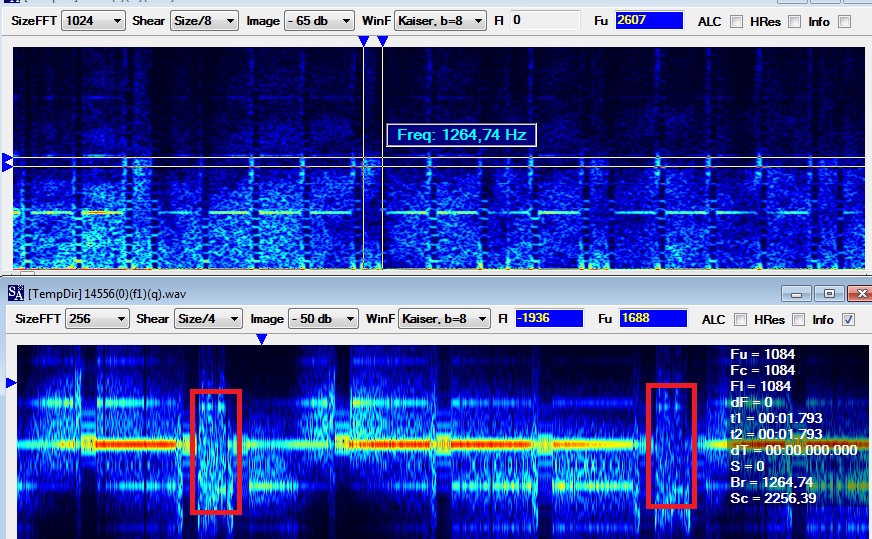 SizeFFT 1024 Shear Size/8 Image - 65 db WinF Kaiser, b=8 Fl 0 Fu 2607 ALC HRes Info
Freq: 1264,74 Hz
SA [TempDir] 14556(0)(f1)(q).wav
SizeFFT 256 Shear Size/4 Image - 50 db WinF Kaiser, b=8 Fl -1936 Fu 1688 ALC HRes Info
Fu = 1084
Fc = 1084
Fl = 1084
dF = 0
t1 = 00:01.793
t2 = 00:01.793
dT = 00:00.000.000
S = 0
Br = 1264,74
Sc = 2256,39